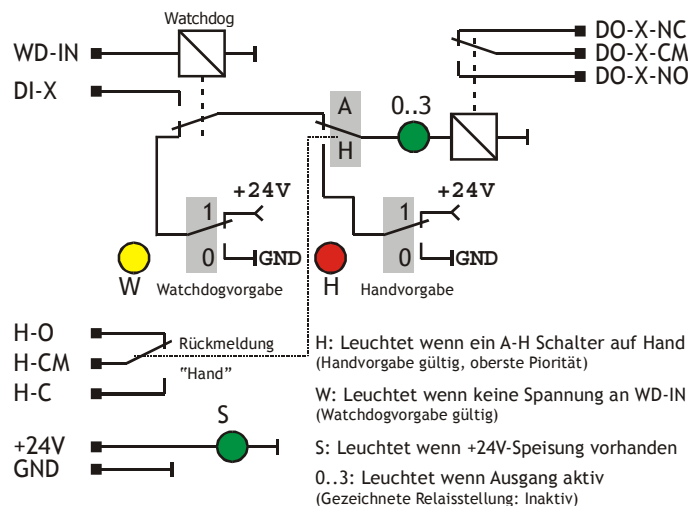 Watchdog
WD-IN
DI-X
DO-X-NC
DO-X-CM
DO-X-NO
A
H
0..3
+24V
1
0
GND
W
Watchdogvorgabe
+24V
1
0
GND
H
Handvorgabe
H-O
H-CM
H-C
Rückmeldung
"Hand"
S
+24V
GND
H: Leuchtet wenn ein A-H Schalter auf Hand
(Handvorgabe gültig, oberste Piorität)
W: Leuchtet wenn keine Spannung an WD-IN
(Watchdogvorgabe gültig)
S: Leuchtet wenn +24V-Speisung vorhanden
0..3: Leuchtet wenn Ausgang aktiv
(Gezeichnete Relaisstellung: Inaktiv)